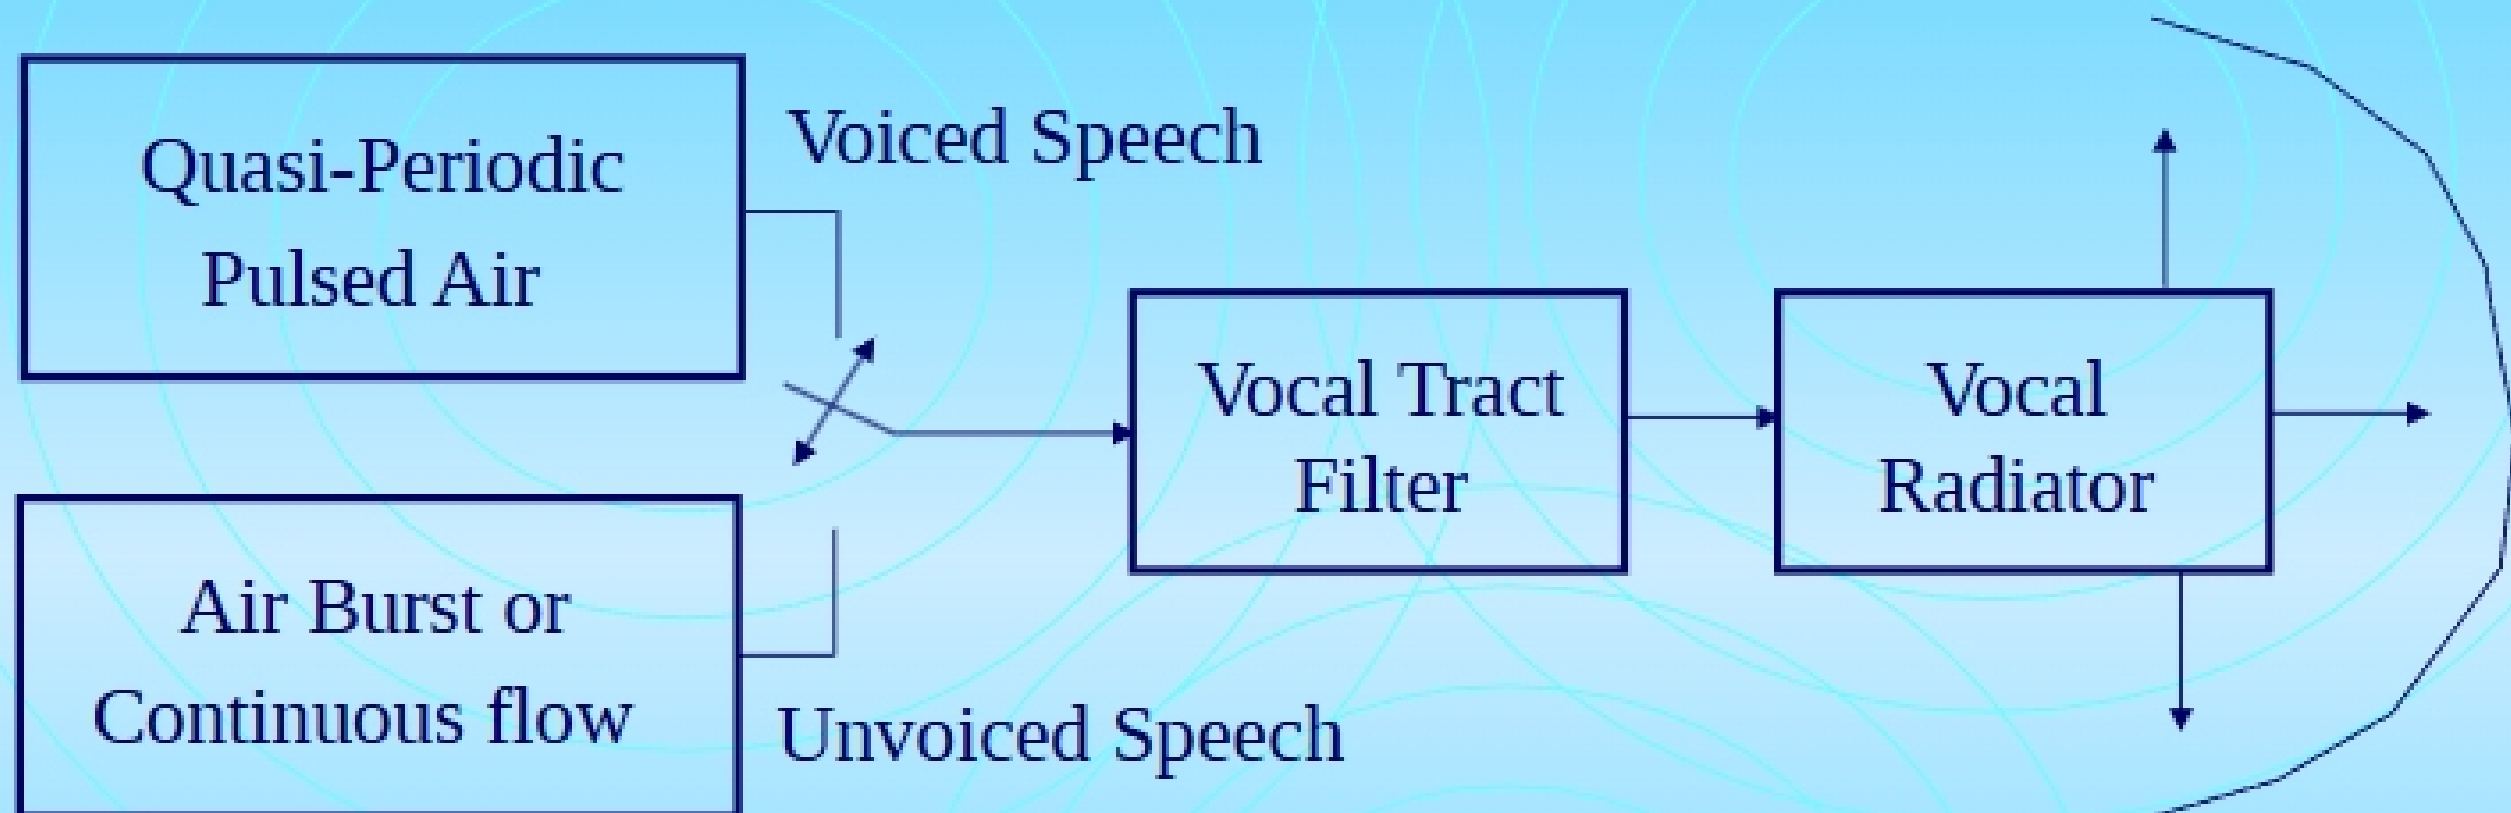 Quasi-Periodic
Pulsed Air
Voiced Speech
Vocal Tract
Filter
Vocal
Radiator
Air Burst or
Continuous flow
Unvoiced Speech